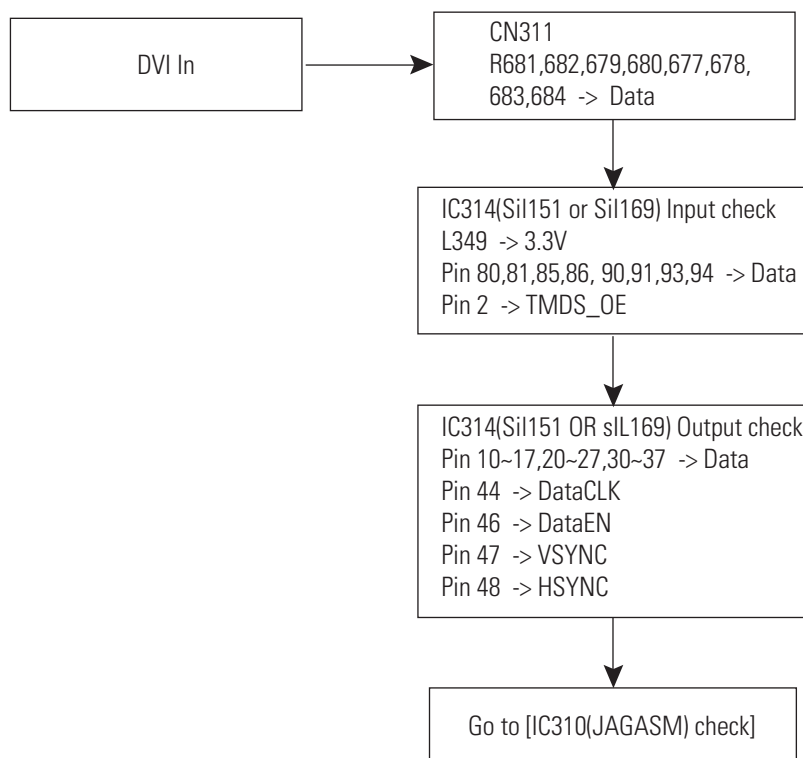 DVI In
CN311
R681,682,679,680,677,678,
683,684 -> Data
IC314(SiI151 or SiI169) Input check
L349 -> 3.3V
Pin 80,81,85,86, 90,91,93,94 -> Data
Pin 2 -> TMDS_OE
IC314(SiI151 OR sIL169) Output check
Pin 10~17,20~27,30~37 -> Data
Pin 44 -> DataCLK
Pin 46 -> DataEN
Pin 47 -> VSYNC
Pin 48 -> HSYNC
Go to [IC310(JAGASM) check]